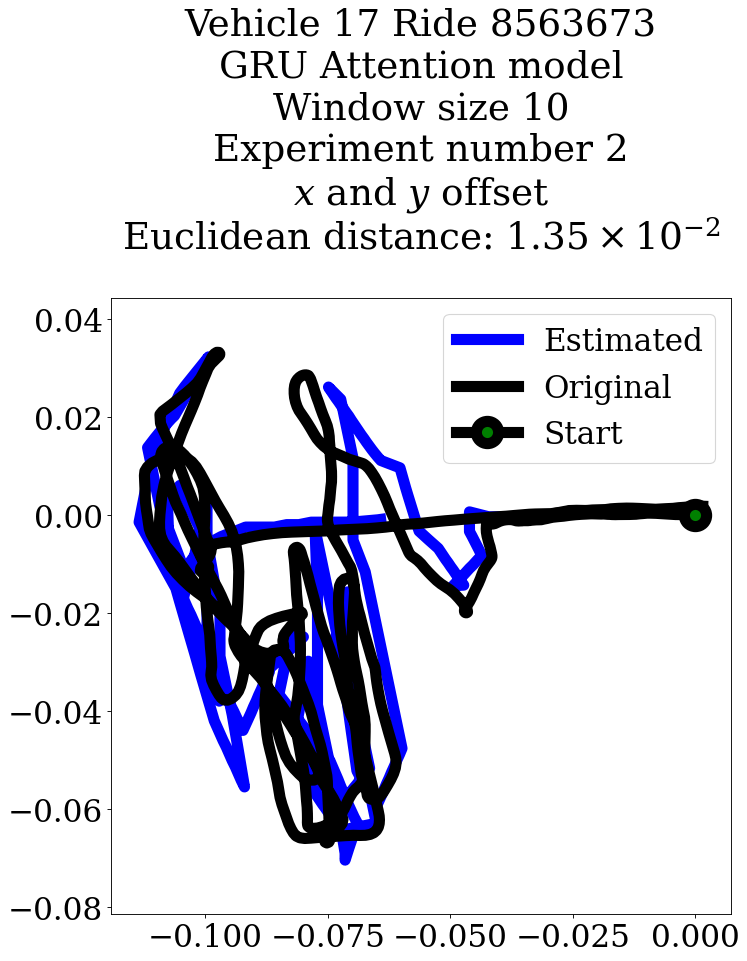 Vehicle 17 Ride 8563673
GRU Attention model
Window size 10
Experiment number 2
x and y offset
Euclidean distance: 1.35 × 10⁻²
Estimated
Original
Start
0.04
0.02
0.00
−0.02
−0.04
−0.06
−0.08
−0.100 −0.075 −0.050 −0.025 0.000